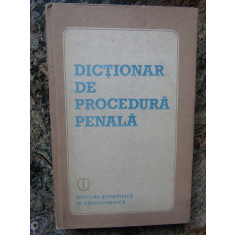 DICȚIONAR
DE
PROCEDURĂ
PENALĂ
EDITURA ȘTIINȚIFICĂ
ȘI ENCICLOPEDICĂ